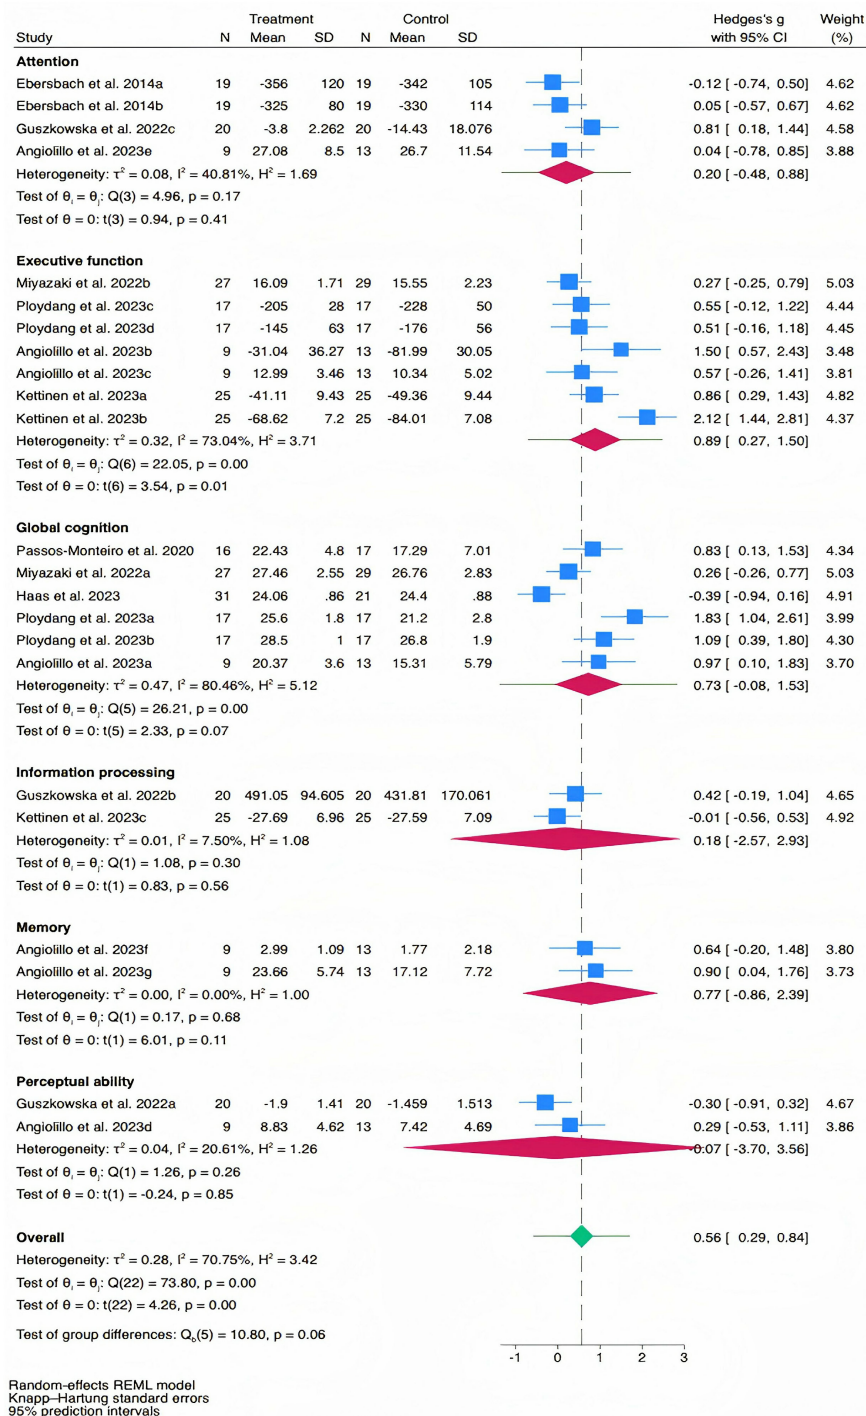 Treatment Control Hedges's g Weight
Study N Mean SD N Mean SD with 95% CI (%)
Attention
Ebersbach et al. 2014a 19 -356 120 19 -342 105 -0.12 [ -0.74, 0.50] 4.62
Ebersbach et al. 2014b 19 -325 80 19 -330 114 0.05 [ -0.57, 0.67] 4.62
Guszkowska et al. 2022c 20 -3.8 2.262 20 -14.43 18.076 0.81 [ 0.18, 1.44] 4.58
Angiolillo et al. 2023e 9 27.08 8.5 13 26.7 11.54 0.04 [ -0.78, 0.85] 3.88
Heterogeneity: τ² = 0.08, I² = 40.81%, H² = 1.69 0.20 [ -0.48, 0.88]
Test of θᵢ = θⱼ: Q(3) = 4.96, p = 0.17
Test of θ = 0: t(3) = 0.94, p = 0.41
Executive function
Miyazaki et al. 2022b 27 16.09 1.71 29 15.55 2.23 0.27 [ -0.25, 0.79] 5.03
Ploydang et al. 2023c 17 -205 28 17 -228 50 0.55 [ -0.12, 1.22] 4.44
Ploydang et al. 2023d 17 -145 63 17 -176 56 0.51 [ -0.16, 1.18] 4.45
Angiolillo et al. 2023b 9 -31.04 36.27 13 -81.99 30.05 1.50 [ 0.57, 2.43] 3.48
Angiolillo et al. 2023c 9 12.99 3.46 13 10.34 5.02 0.57 [ -0.26, 1.41] 3.81
Kettinen et al. 2023a 25 -41.11 9.43 25 -49.36 9.44 0.86 [ 0.29, 1.43] 4.82
Kettinen et al. 2023b 25 -68.62 7.2 25 -84.01 7.08 2.12 [ 1.44, 2.81] 4.37
Heterogeneity: τ² = 0.32, I² = 73.04%, H² = 3.71 0.89 [ 0.27, 1.50]
Test of θᵢ = θⱼ: Q(6) = 22.05, p = 0.00
Test of θ = 0: t(6) = 3.54, p = 0.01
Global cognition
Passos-Monteiro et al. 2020 16 22.43 4.8 17 17.29 7.01 0.83 [ 0.13, 1.53] 4.34
Miyazaki et al. 2022a 27 27.46 2.55 29 26.76 2.83 0.26 [ -0.26, 0.77] 5.03
Haas et al. 2023 31 24.06 .86 21 24.4 .88 -0.39 [ -0.94, 0.16] 4.91
Ploydang et al. 2023a 17 25.6 1.8 17 21.2 2.8 1.83 [ 1.04, 2.61] 3.99
Ploydang et al. 2023b 17 28.5 1 17 26.8 1.9 1.09 [ 0.39, 1.80] 4.30
Angiolillo et al. 2023a 9 20.37 3.6 13 15.31 5.79 0.97 [ 0.10, 1.83] 3.70
Heterogeneity: τ² = 0.47, I² = 80.46%, H² = 5.12 0.73 [ -0.08, 1.53]
Test of θᵢ = θⱼ: Q(5) = 26.21, p = 0.00
Test of θ = 0: t(5) = 2.33, p = 0.07
Information processing
Guszkowska et al. 2022b 20 491.05 94.605 20 431.81 170.061 0.42 [ -0.19, 1.04] 4.65
Kettinen et al. 2023c 25 -27.69 6.96 25 -27.59 7.09 -0.01 [ -0.56, 0.53] 4.92
Heterogeneity: τ² = 0.01, I² = 7.50%, H² = 1.08 0.18 [ -2.57, 2.93]
Test of θᵢ = θⱼ: Q(1) = 1.08, p = 0.30
Test of θ = 0: t(1) = 0.83, p = 0.56
Memory
Angiolillo et al. 2023f 9 2.99 1.09 13 1.77 2.18 0.64 [ -0.20, 1.48] 3.80
Angiolillo et al. 2023g 9 23.66 5.74 13 17.12 7.72 0.90 [ 0.04, 1.76] 3.73
Heterogeneity: τ² = 0.00, I² = 0.00%, H² = 1.00 0.77 [ -0.86, 2.39]
Test of θᵢ = θⱼ: Q(1) = 0.17, p = 0.68
Test of θ = 0: t(1) = 6.01, p = 0.11
Perceptual ability
Guszkowska et al. 2022a 20 -1.9 1.41 20 -1.459 1.513 -0.30 [ -0.91, 0.32] 4.67
Angiolillo et al. 2023d 9 8.83 4.62 13 7.42 4.69 0.29 [ -0.53, 1.11] 3.86
Heterogeneity: τ² = 0.04, I² = 20.61%, H² = 1.26 -0.07 [ -3.70, 3.56]
Test of θᵢ = θⱼ: Q(1) = 1.26, p = 0.26
Test of θ = 0: t(1) = -0.24, p = 0.85
Overall 0.56 [ 0.29, 0.84]
Heterogeneity: τ² = 0.28, I² = 70.75%, H² = 3.42
Test of θᵢ = θⱼ: Q(22) = 73.80, p = 0.00
Test of θ = 0: t(22) = 4.26, p = 0.00
Test of group differences: Q_b(5) = 10.80, p = 0.06
-1 0 1 2 3
Random-effects REML model
Knapp–Hartung standard errors
95% prediction intervals